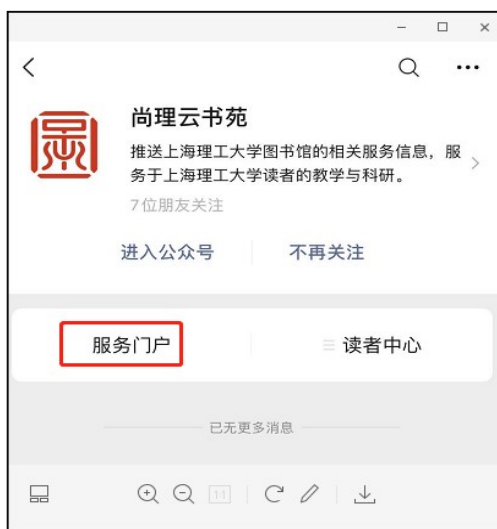 尚理云书苑
推送上海理工大学图书馆的相关服务信息，服
务于上海理工大学读者的教学与科研。
7位朋友关注
进入公众号 不再关注
服务门户 读者中心
已无更多消息
1:1